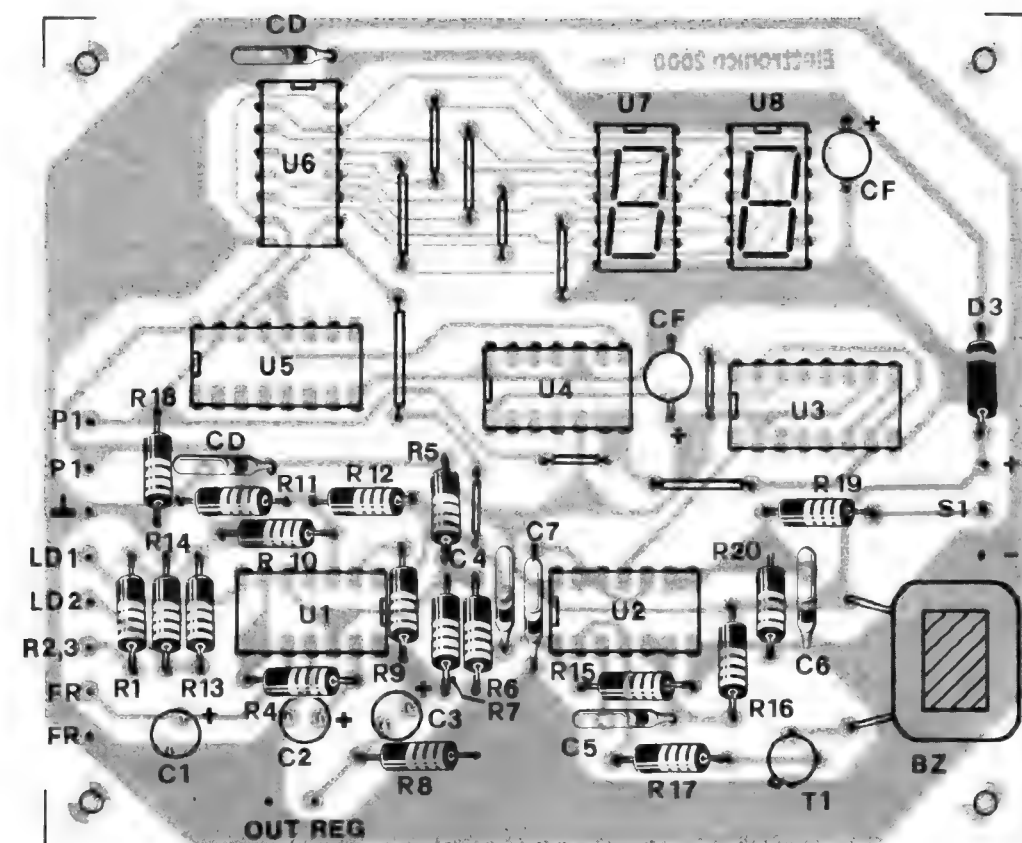 CD
Elettronica 2000
U7 U8
+
U6
CF
D3
CF
U5
U4
U3
R18
P1
+
CD
R5
P1
+
R11 R12
R19
S1
C7
R14
C4
LD1
R10
R20
-
LD2
U1
U2
R2,3
R15
C6
R9
R1 R13
R6
R4
R7
R16
FR
+
+
C3
FR
C5
C1
C2
R8
BZ
R17
T1
OUT REG